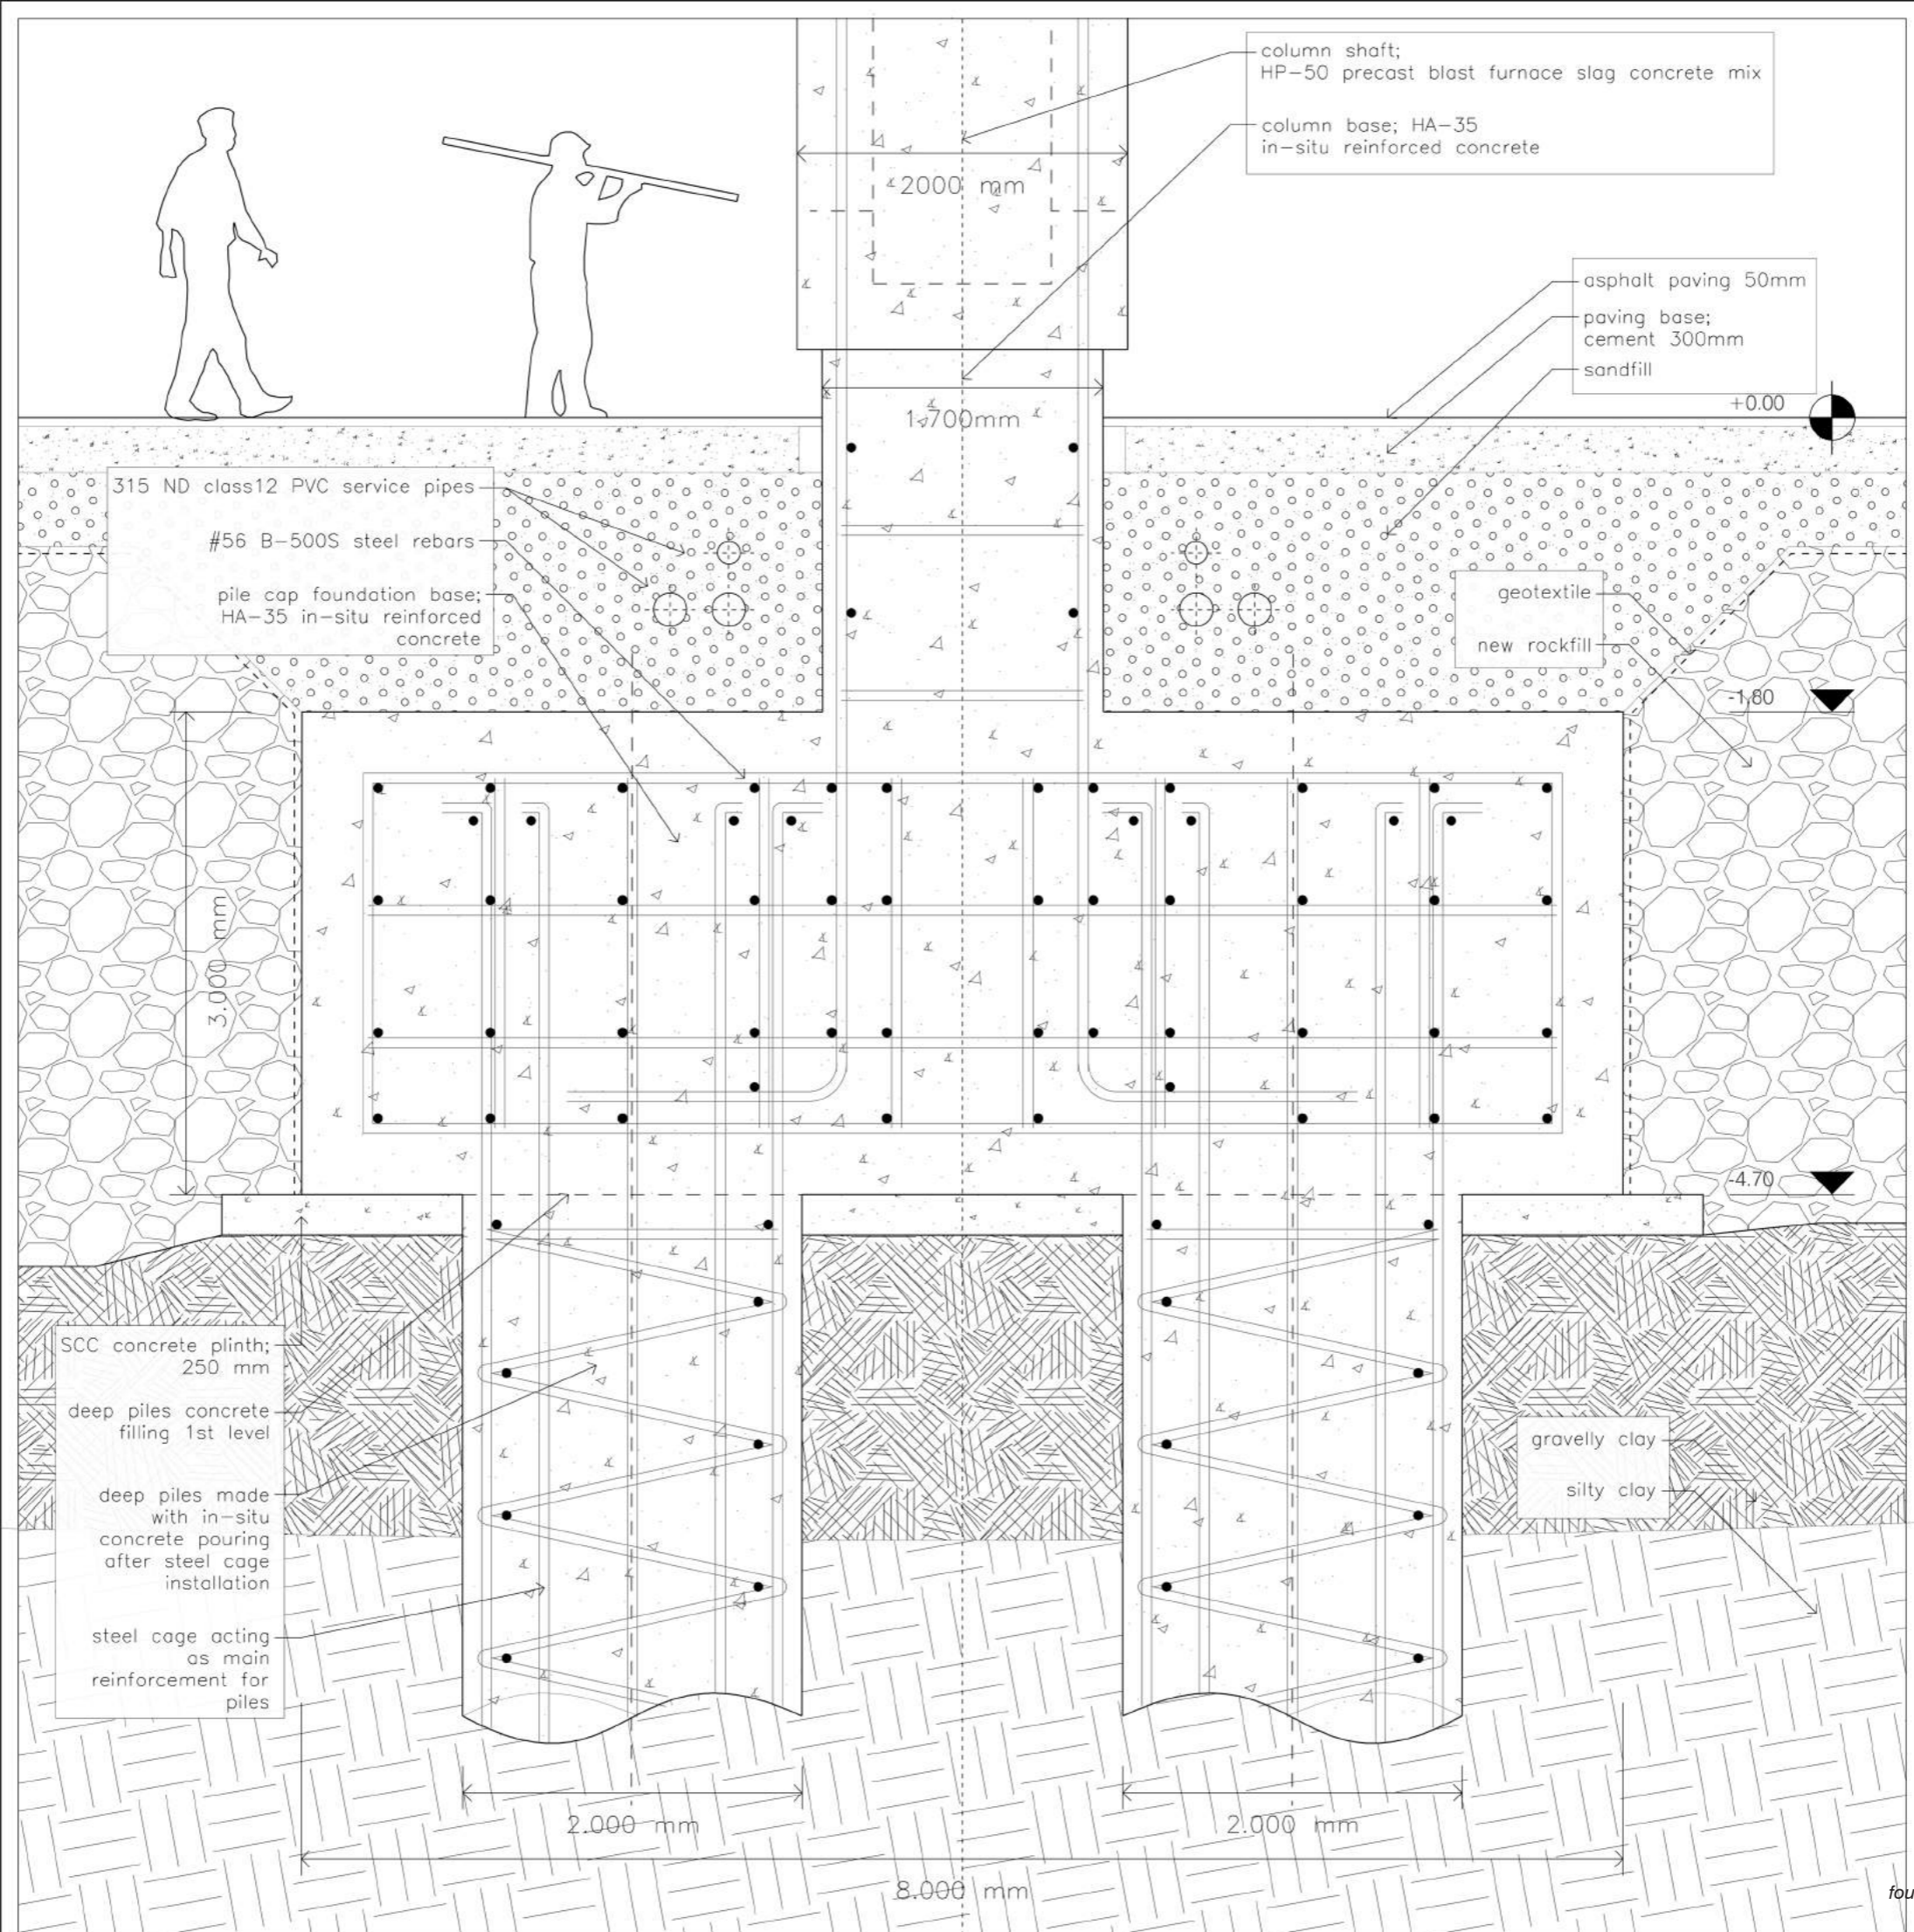 column shaft;
HP-50 precast blast furnace slag concrete mix
column base; HA-35
in-situ reinforced concrete
2000 mm
asphalt paving 50mm
paving base;
cement 300mm
sandfill
+0.00
1.700mm
315 ND class12 PVC service pipes
#56 B-500S steel rebars
pile cap foundation base;
HA-35 in-situ reinforced
concrete
geotextile
new rockfill
-1.80
3.000 mm
-4.70
SCC concrete plinth;
250 mm
deep piles concrete
filling 1st level
deep piles made
with in-situ
concrete pouring
after steel cage
installation
steel cage acting
as main
reinforcement for
piles
gravelly clay
silty clay
2.000 mm
2.000 mm
8.000 mm
fou